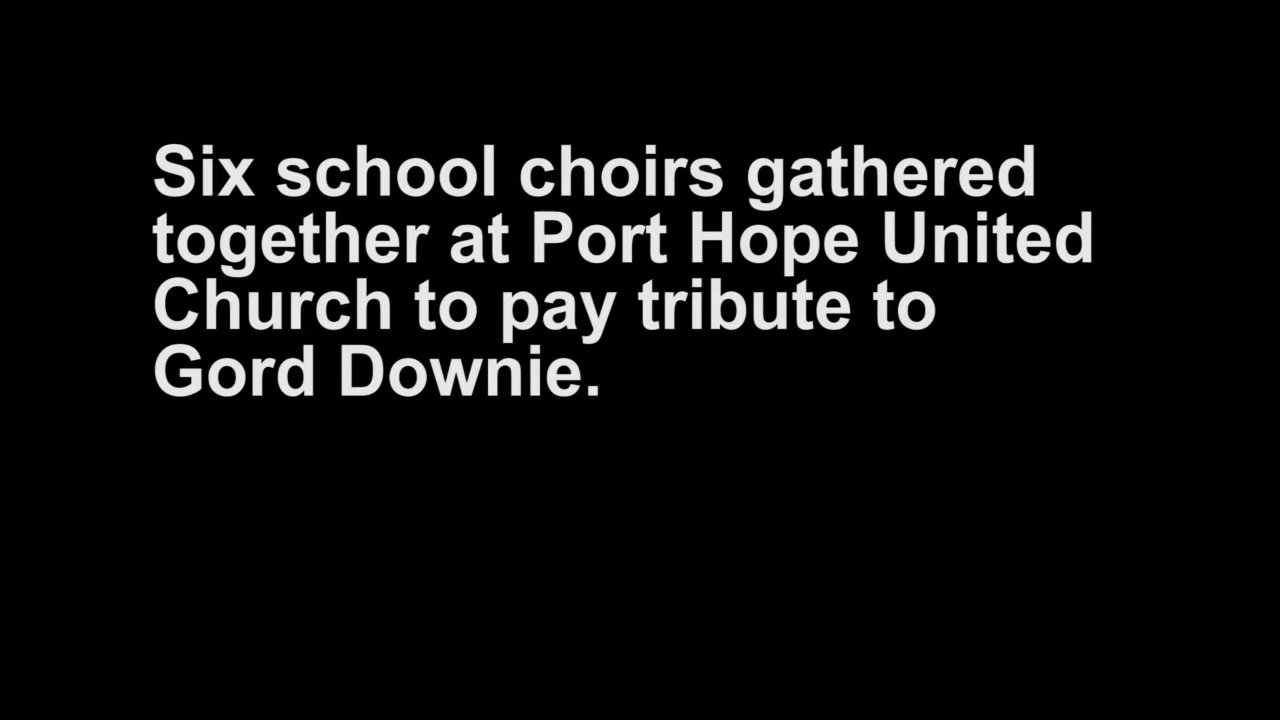 Six school choirs gathered
together at Port Hope United
Church to pay tribute to
Gord Downie.